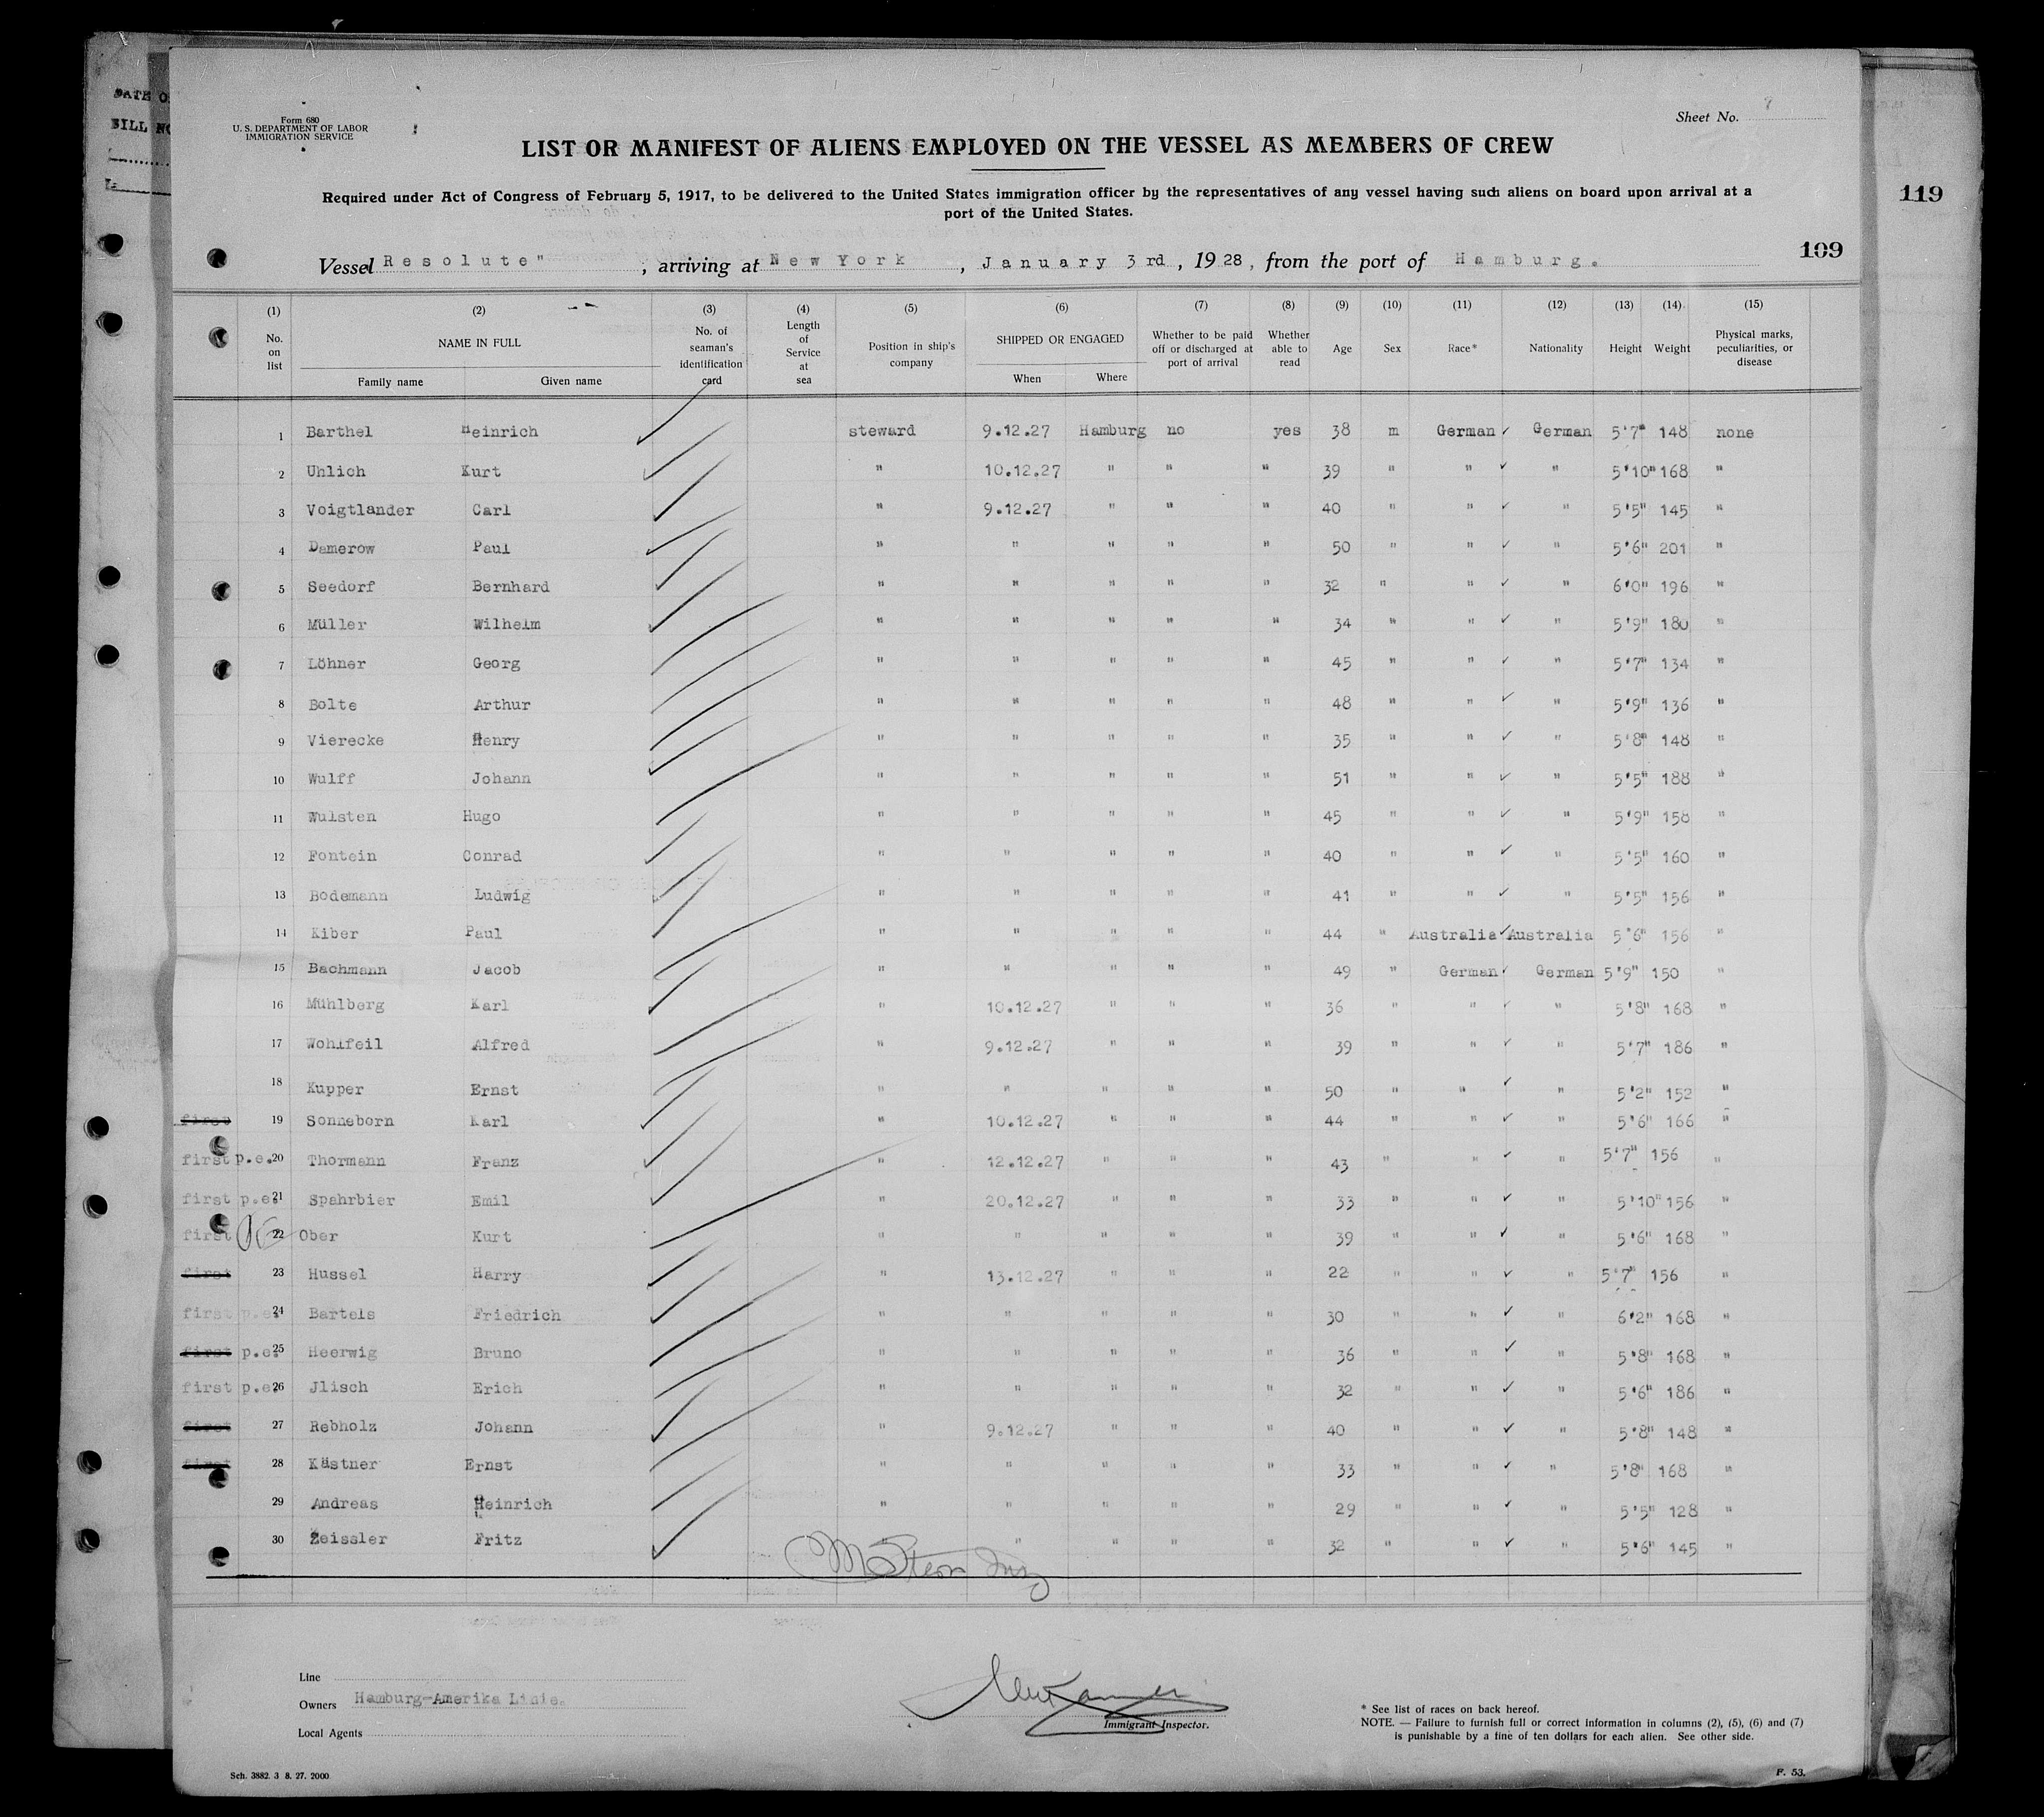 DATE O
BILL NO
Form 680
U. S. DEPARTMENT OF LABOR
IMMIGRATION SERVICE
Sheet No.
LIST OR MANIFEST OF ALIENS EMPLOYED ON THE VESSEL AS MEMBERS OF CREW
Required under Act of Congress of February 5, 1917, to be delivered to the United States immigration officer by the representatives of any vessel having such aliens on board upon arrival at a
port of the United States.
119
109
Vessel Resolute" ; arriving at New York , January 3rd , 1928, from the port of Hamburg.
(1) (2) (3) (4) (5) (6) (7) (8) (9) (10) (11) (12) (13) (14) (15)
No. on list NAME IN FULL Family name Given name No. of seaman's identification card Length of Service at sea Position in ship's company SHIPPED OR ENGAGED When Where Whether to be paid off or discharged at port of arrival Whether able to read Age Sex Race* Nationality Height Weight Physical marks, peculiarities, or disease
1 Barthel Heinrich steward 9.12.27 Hamburg no yes 38 m German German 5'7" 148 none
2 Uhlich Kurt " 10.12.27 " " " 39 " " " 5'10" 168 "
3 Voigtlander Carl " 9.12.27 " " " 40 " " " 5'5" 145 "
4 Damerow Paul " " " " " 50 " " " 5'6" 201 "
5 Seedorf Bernhard " " " " " 32 " " " 6'0" 196 "
6 Müller Wilhelm " " " " " 34 " " " 5'9" 180 "
7 Löhner Georg " " " " " 45 " " " 5'7" 134 "
8 Bolte Arthur " " " " " 48 " " " 5'9" 136 "
9 Vierecke Henry " " " " " 35 " " " 5'8" 148 "
10 Wulff Johann " " " " " 51 " " " 5'5" 188 "
11 Wulsten Hugo " " " " " 45 " " " 5'9" 158 "
12 Fontein Conrad " " " " " 40 " " " 5'5" 160 "
13 Bodemann Ludwig " " " " " 41 " " " 5'5" 156 "
14 Kiber Paul " " " " " 44 " Australia Australia 5'6" 156 "
15 Bachmann Jacob " " " " " 49 " German German 5'9" 150 "
16 Mühlberg Karl " 10.12.27 " " " 36 " " " 5'8" 168 "
17 Wohlfeil Alfred " 9.12.27 " " " 39 " " " 5'7" 186 "
18 Kupper Ernst " " " " " 50 " " " 5'2" 152 "
first 19 Sonneborn Karl " 10.12.27 " " " 44 " " " 5'6" 166 "
first p.e. 20 Thormann Franz " 12.12.27 " " " 43 " " " 5'7" 156 "
first p.e. 21 Spahrbier Emil " 20.12.27 " " " 33 " " " 5'10" 156 "
first 22 Ober Kurt " " " " " 39 " " " 5'6" 168 "
first 23 Hussel Harry " 13.12.27 " " " 22 " " " 5'7" 156 "
first p.e. 24 Bartels Friedrich " " " " " 30 " " " 6'2" 168 "
first p.e. 25 Heerwig Bruno " " " " " 36 " " " 5'8" 168 "
first p.e. 26 Jlisch Erich " " " " " 32 " " " 5'6" 186 "
first 27 Rebholz Johann " 9.12.27 " " " 40 " " " 5'8" 148 "
first 28 Kästner Ernst " " " " " 33 " " " 5'8" 168 "
29 Andreas Heinrich " " " " " 29 " " " 5'5" 128 "
30 Zeissler Fritz " " " " " 32 " " " 5'6" 145 "
Line
Owners Hamburg-Amerika Linie.
Local Agents
Immigrant Inspector.
* See list of races on back hereof.
NOTE. — Failure to furnish full or correct information in columns (2), (5), (6) and (7)
is punishable by a fine of ten dollars for each alien. See other side.
Sch. 3882. 3 8. 27. 2000
F. 53.